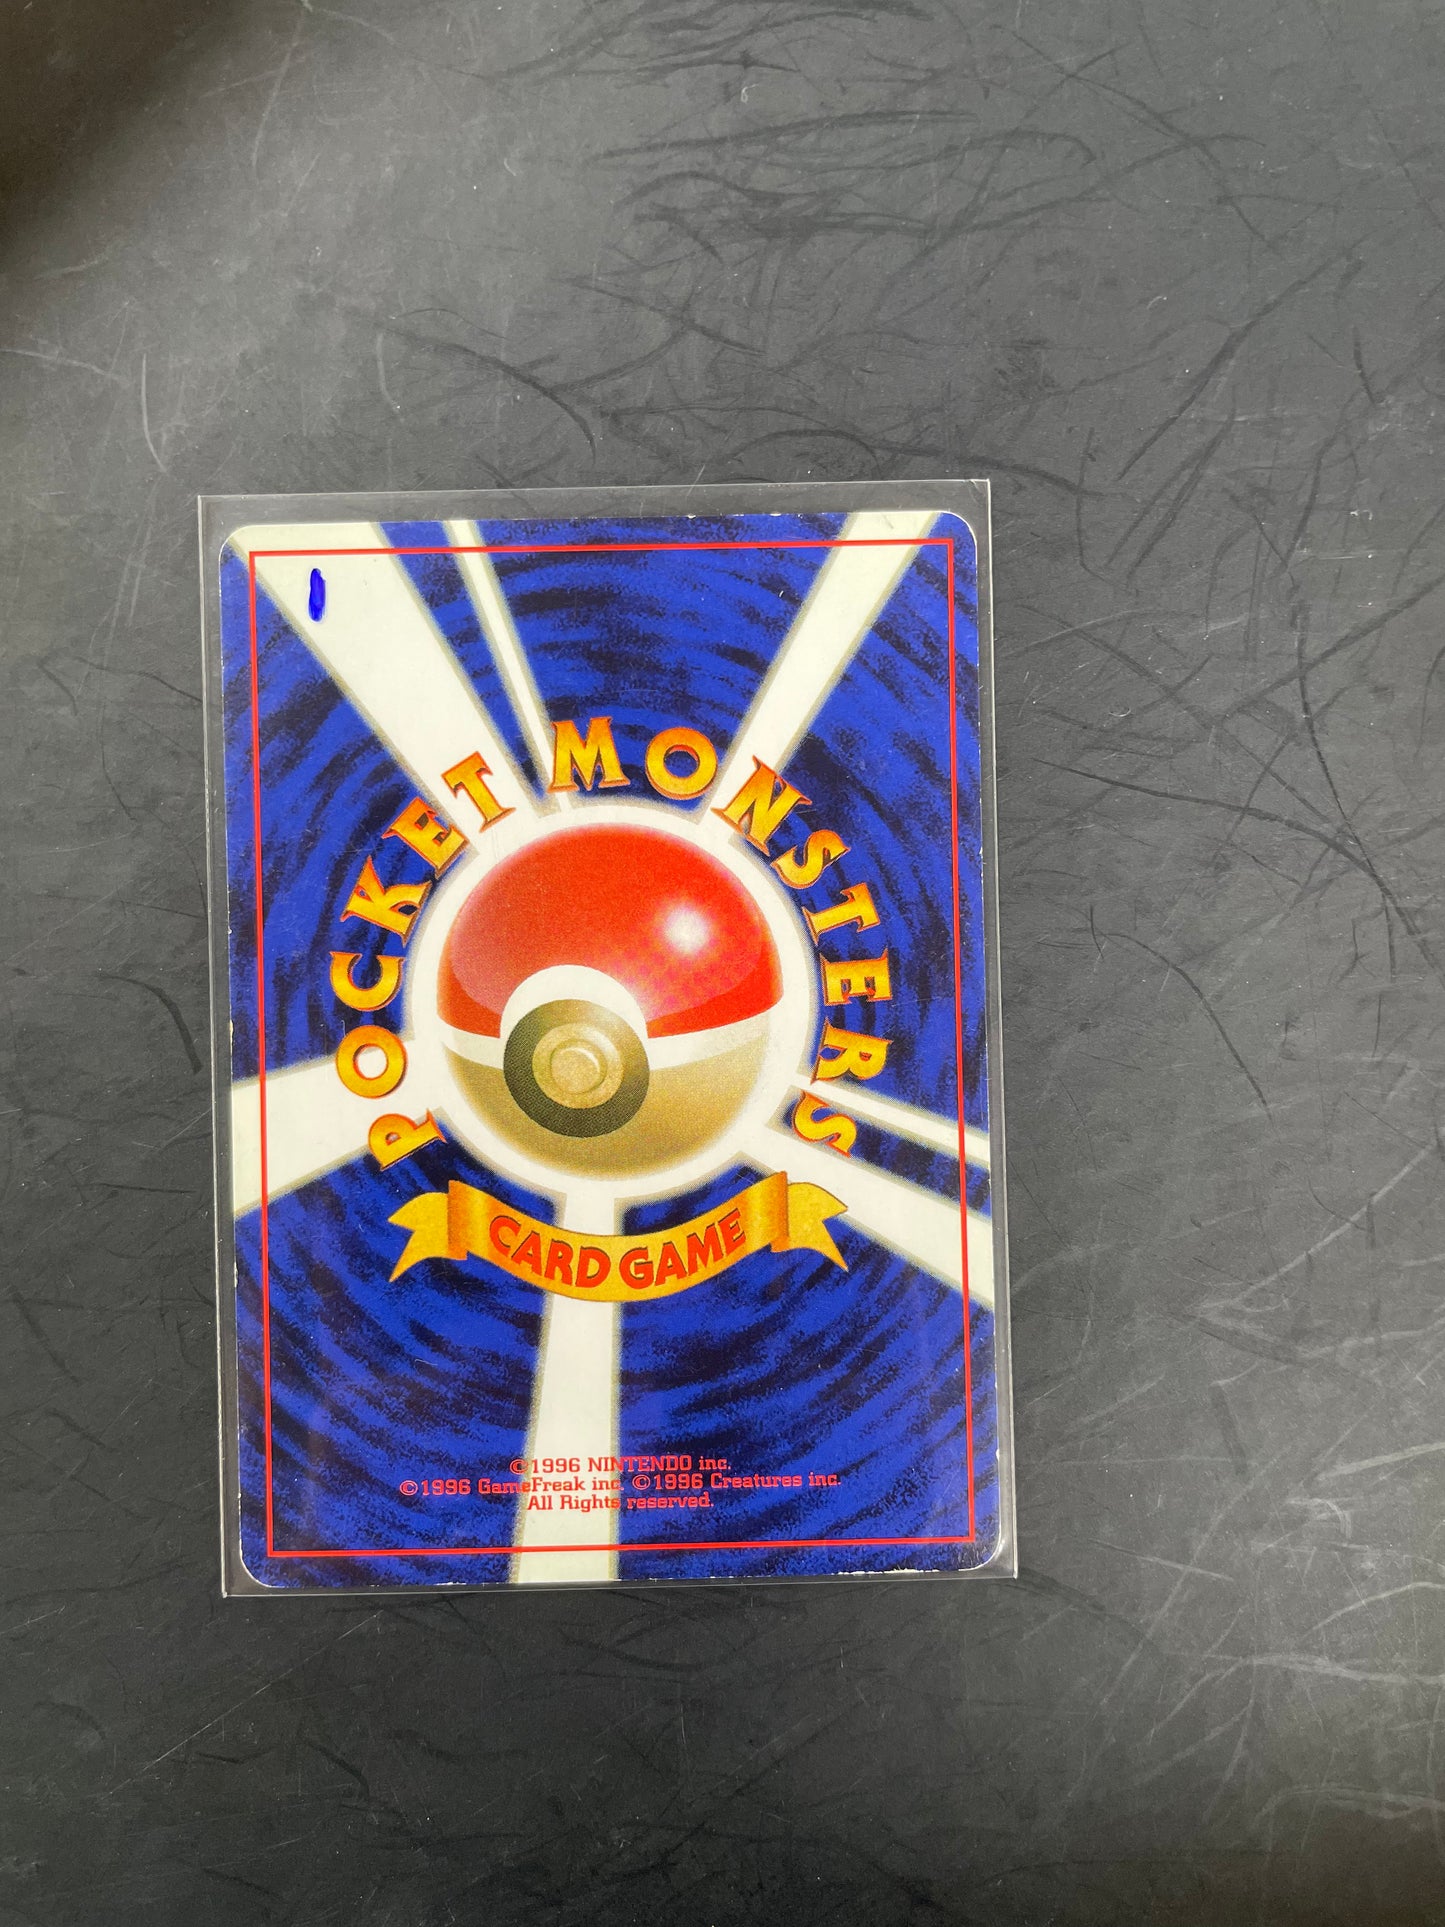 POCKET MONSTERS
CARD GAME
©1996 NINTENDO inc.
©1996 GameFreak inc. ©1996 Creatures inc.
All Rights reserved.